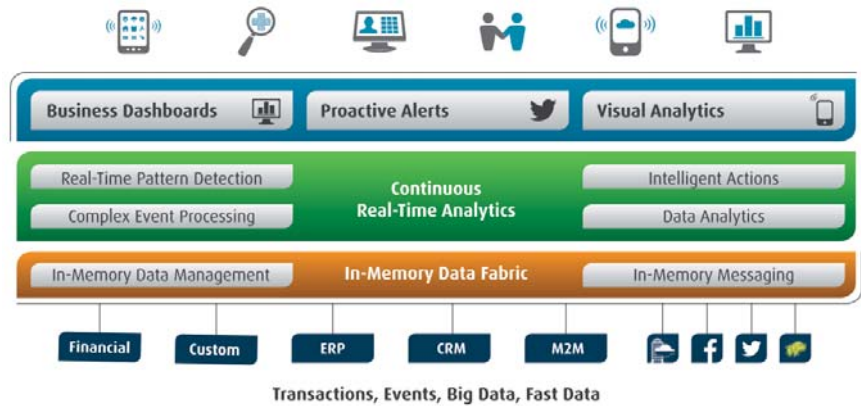 Business Dashboards
Proactive Alerts
Visual Analytics
Real-Time Pattern Detection
Continuous
Real-Time Analytics
Intelligent Actions
Complex Event Processing
Data Analytics
In-Memory Data Management
In-Memory Data Fabric
In-Memory Messaging
Financial
Custom
ERP
CRM
M2M
f
Transactions, Events, Big Data, Fast Data